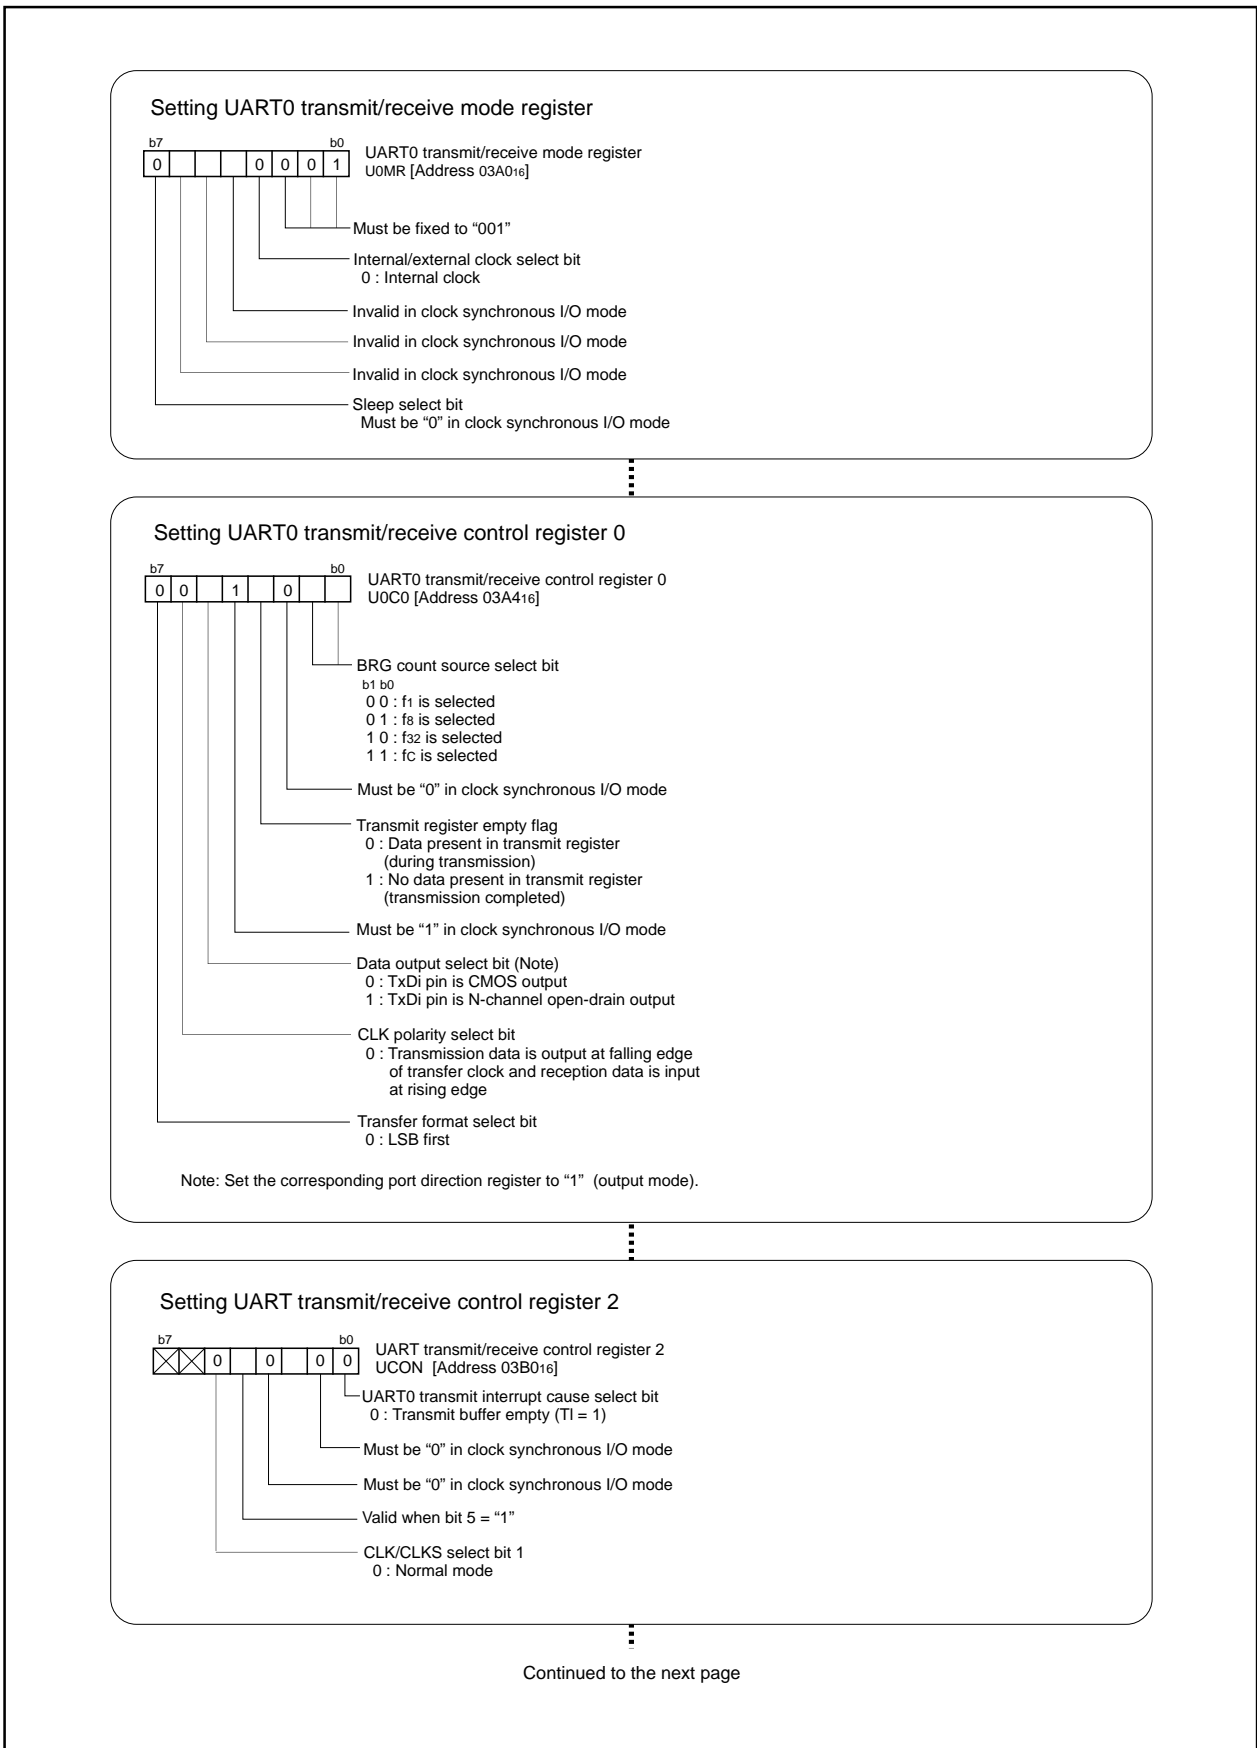 Setting UART0 transmit/receive mode register
b7 b0
0 0 0 0 1
UART0 transmit/receive mode register
U0MR [Address 03A016]
Must be fixed to “001”
Internal/external clock select bit
0 : Internal clock
Invalid in clock synchronous I/O mode
Invalid in clock synchronous I/O mode
Invalid in clock synchronous I/O mode
Sleep select bit
Must be “0” in clock synchronous I/O mode
Setting UART0 transmit/receive control register 0
b7 b0
0 0 1 0
UART0 transmit/receive control register 0
U0C0 [Address 03A416]
BRG count source select bit
b1 b0
0 0 : f1 is selected
0 1 : f8 is selected
1 0 : f32 is selected
1 1 : fC is selected
Must be “0” in clock synchronous I/O mode
Transmit register empty flag
0 : Data present in transmit register
(during transmission)
1 : No data present in transmit register
(transmission completed)
Must be “1” in clock synchronous I/O mode
Data output select bit (Note)
0 : TxDi pin is CMOS output
1 : TxDi pin is N-channel open-drain output
CLK polarity select bit
0 : Transmission data is output at falling edge
of transfer clock and reception data is input
at rising edge
Transfer format select bit
0 : LSB first
Note: Set the corresponding port direction register to “1” (output mode).
Setting UART transmit/receive control register 2
b7 b0
0 0 0 0
UART transmit/receive control register 2
UCON [Address 03B016]
UART0 transmit interrupt cause select bit
0 : Transmit buffer empty (TI = 1)
Must be “0” in clock synchronous I/O mode
Must be “0” in clock synchronous I/O mode
Valid when bit 5 = “1”
CLK/CLKS select bit 1
0 : Normal mode
Continued to the next page